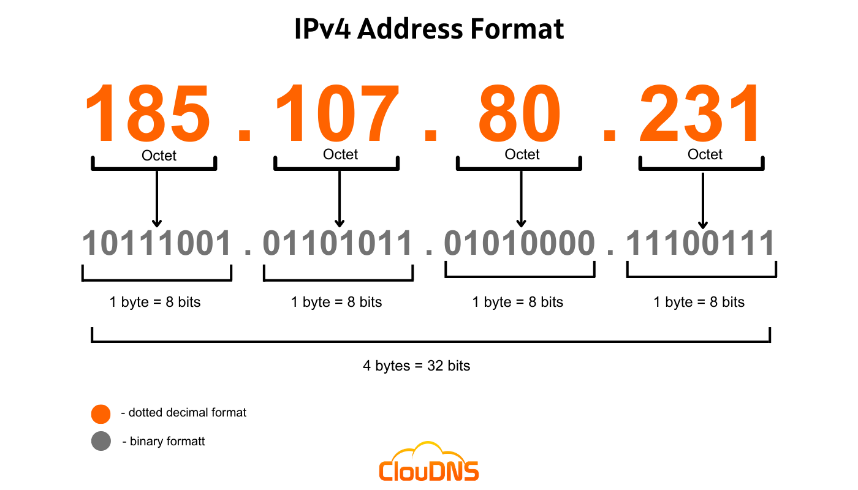 IPv4 Address Format
185 . 107 . 80 . 231
Octet Octet Octet Octet
10111001 . 01101011 . 01010000 . 11100111
1 byte = 8 bits 1 byte = 8 bits 1 byte = 8 bits 1 byte = 8 bits
4 bytes = 32 bits
- dotted decimal format
- binary formatt
ClouDNS